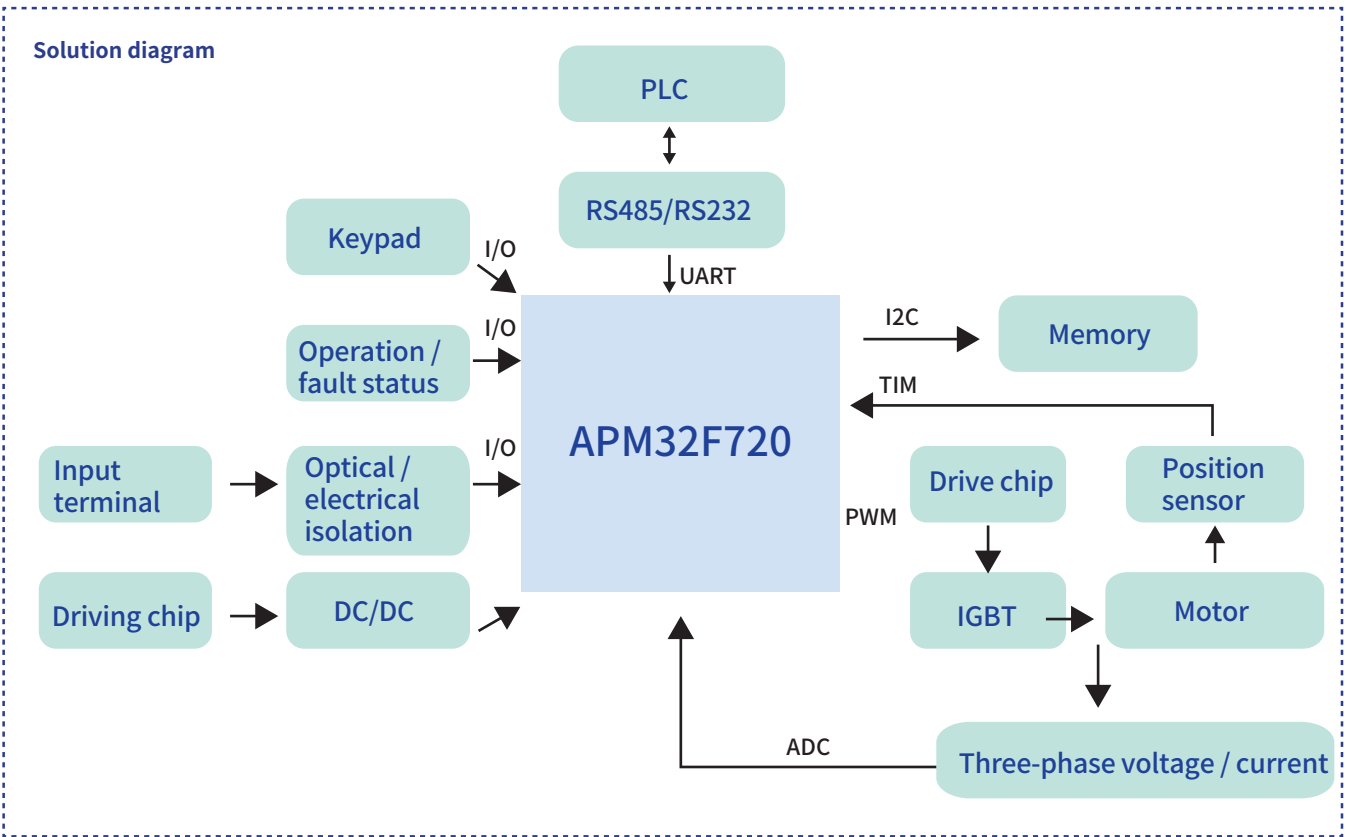 Solution diagram
PLC
RS485/RS232
UART
Keypad
I/O
Operation /
fault status
I/O
Input
terminal
Optical /
electrical
isolation
I/O
Driving chip
DC/DC
APM32F720
I2C
Memory
TIM
PWM
Drive chip
Position
sensor
IGBT
Motor
ADC
Three-phase voltage / current